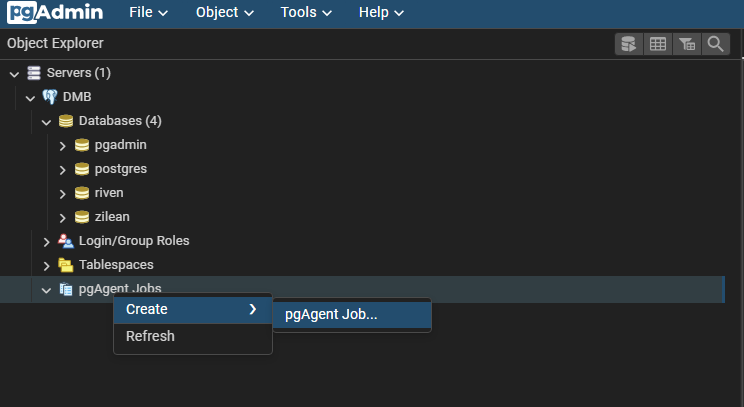 pgAdmin File Object Tools Help
Object Explorer
Servers (1)
DMB
Databases (4)
pgadmin
postgres
riven
zilean
Login/Group Roles
Tablespaces
pgAgent Jobs
Create
pgAgent Job...
Refresh